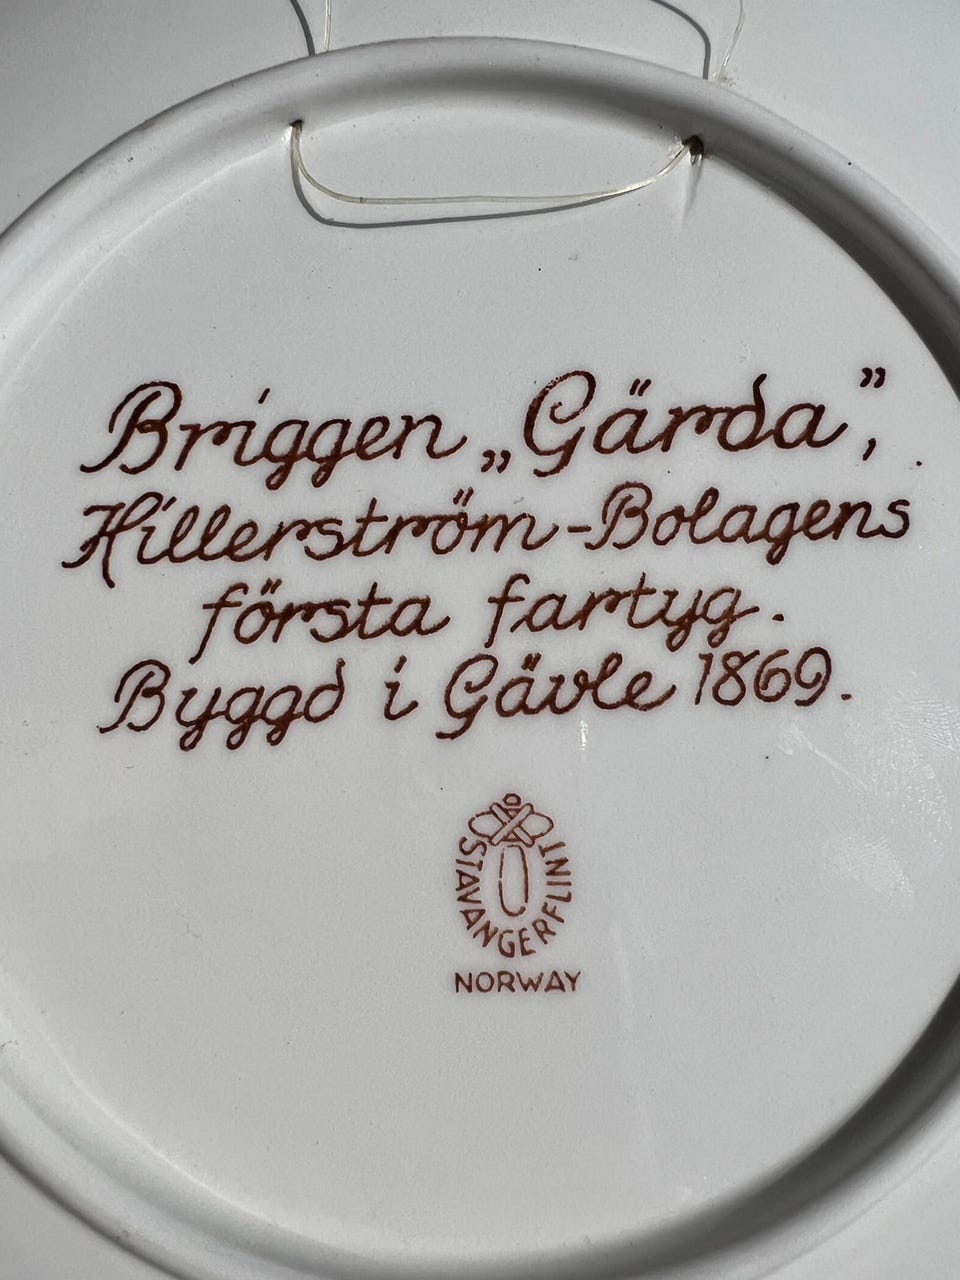 Briggen „Gärda”,
Hillerström-Bolagens
första fartyg.
Byggd i Gävle 1869.
STAVANGERFLINT
NORWAY